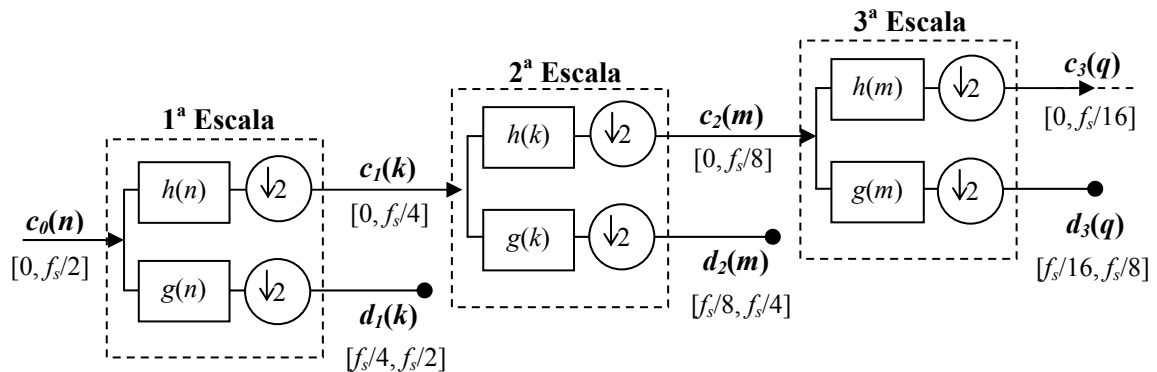 1ª Escala
c₀(n)
[0, fₛ/2]
h(n)
↓2
g(n)
↓2
c₁(k)
[0, fₛ/4]
d₁(k)
[fₛ/4, fₛ/2]
2ª Escala
h(k)
↓2
g(k)
↓2
c₂(m)
[0, fₛ/8]
d₂(m)
[fₛ/8, fₛ/4]
3ª Escala
h(m)
↓2
g(m)
↓2
c₃(q)
[0, fₛ/16]
d₃(q)
[fₛ/16, fₛ/8]